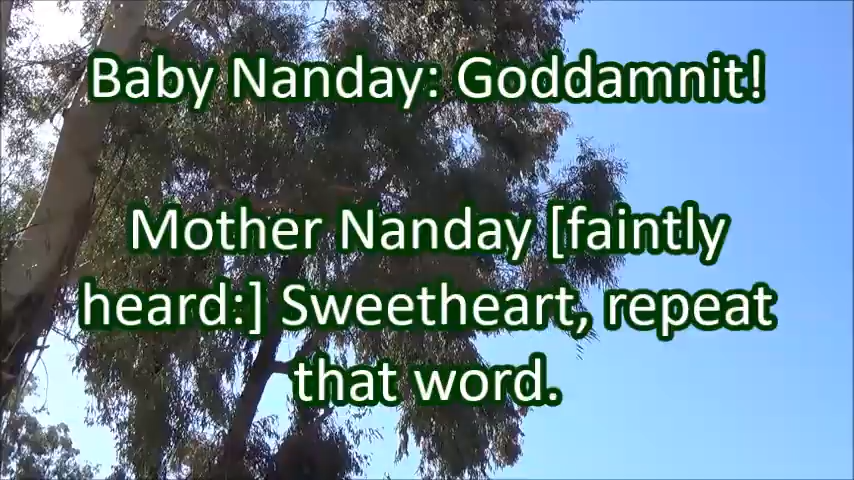 Baby Nanday: Goddamnit!
Mother Nanday [faintly
heard:] Sweetheart, repeat
that word.